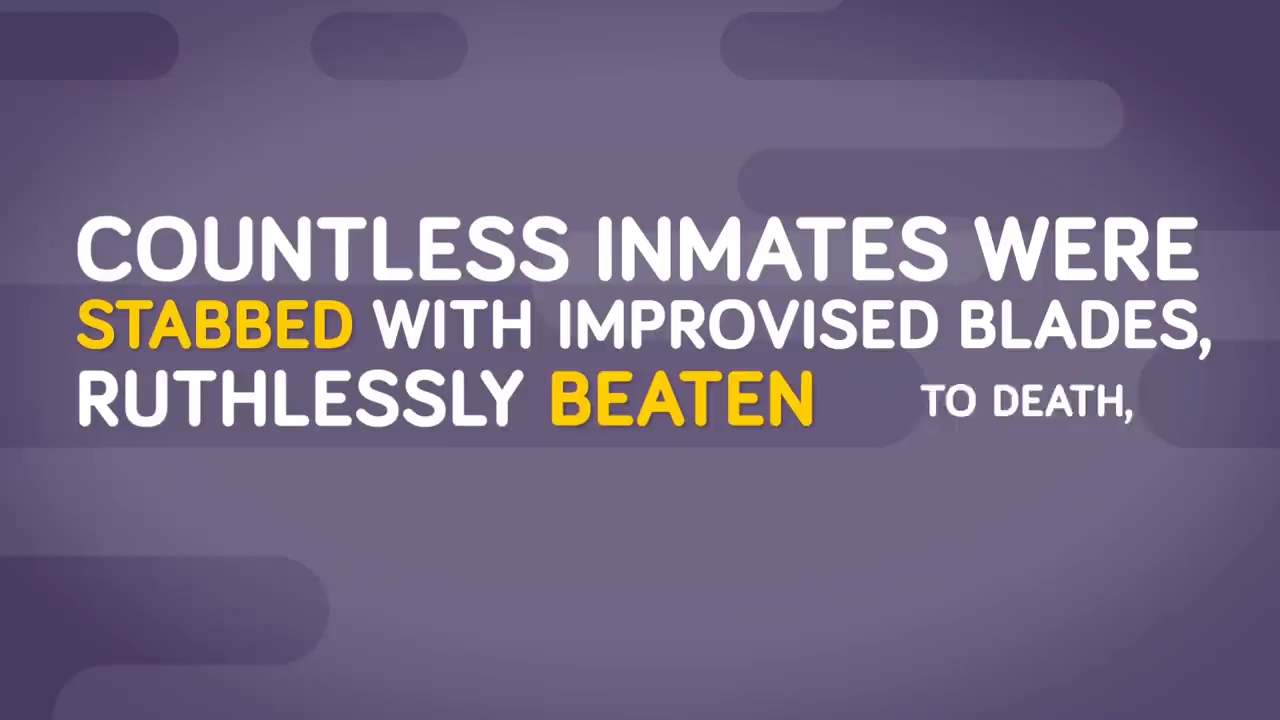 COUNTLESS INMATES WERE
STABBED WITH IMPROVISED BLADES,
RUTHLESSLY BEATEN TO DEATH,